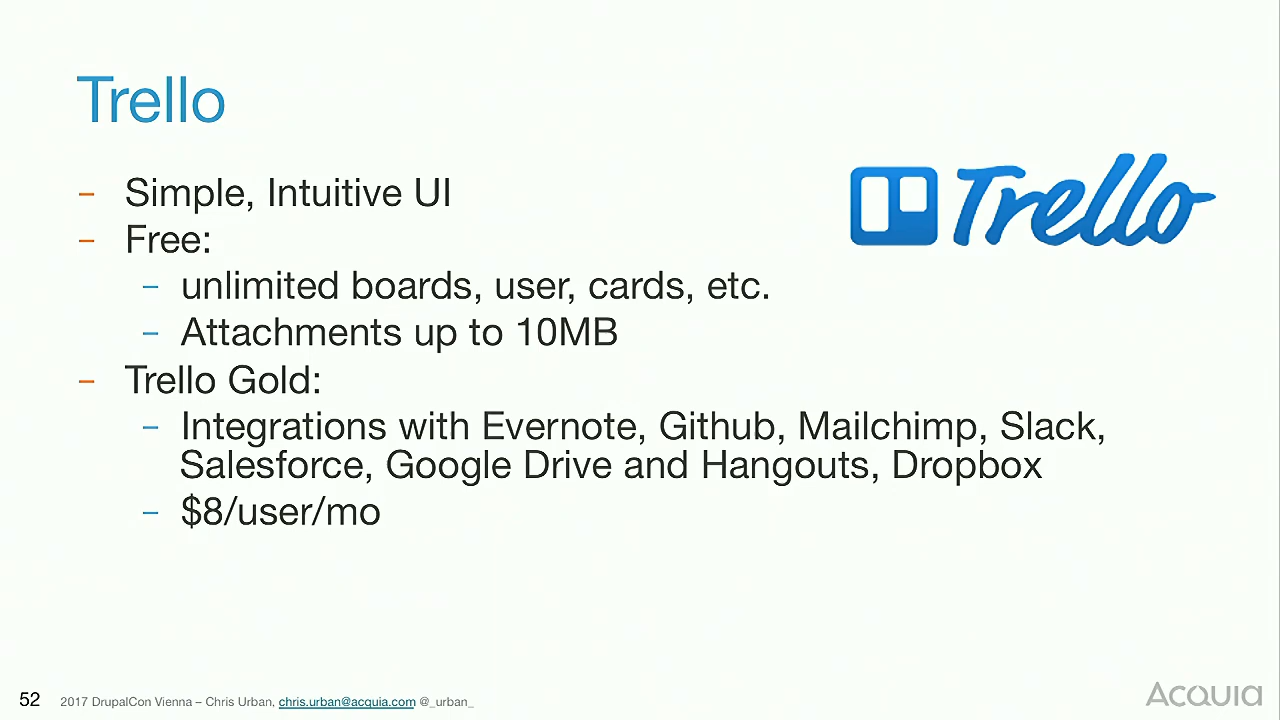 Trello
Trello
- Simple, Intuitive UI
- Free:
- unlimited boards, user, cards, etc.
- Attachments up to 10MB
- Trello Gold:
- Integrations with Evernote, Github, Mailchimp, Slack,
Salesforce, Google Drive and Hangouts, Dropbox
- $8/user/mo
52 2017 DrupalCon Vienna – Chris Urban, chris.urban@acquia.com @_urban_
Acquia